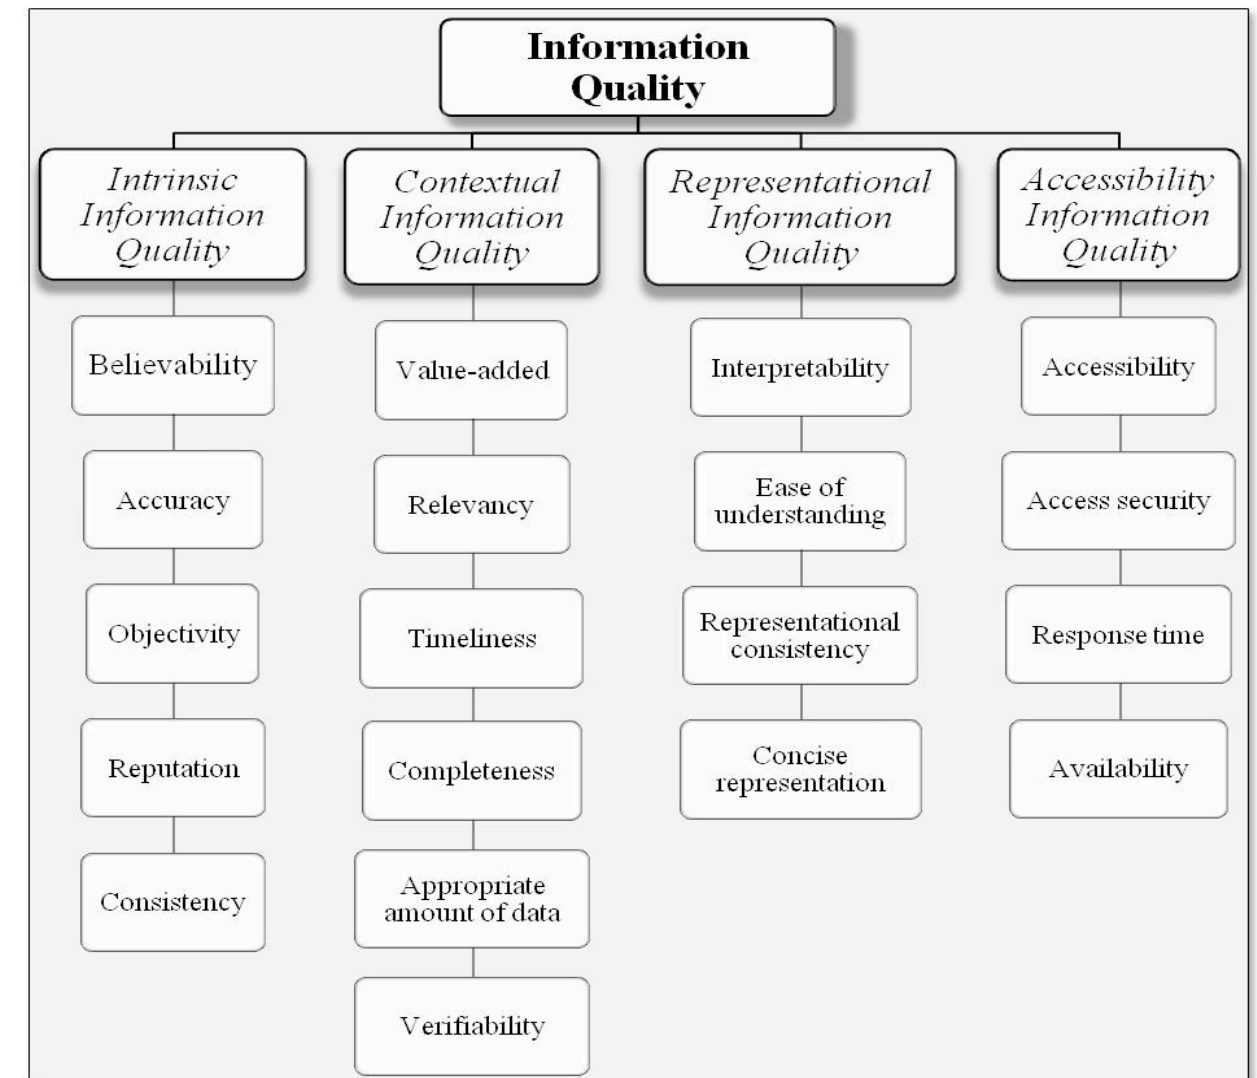 Information
Quality
Intrinsic
Information
Quality
Believability
Accuracy
Objectivity
Reputation
Consistency
Contextual
Information
Quality
Value-added
Relevancy
Timeliness
Completeness
Appropriate
amount of data
Verifiability
Representational
Information
Quality
Interpretability
Ease of
understanding
Representational
consistency
Concise
representation
Accessibility
Information
Quality
Accessibility
Access security
Response time
Availability